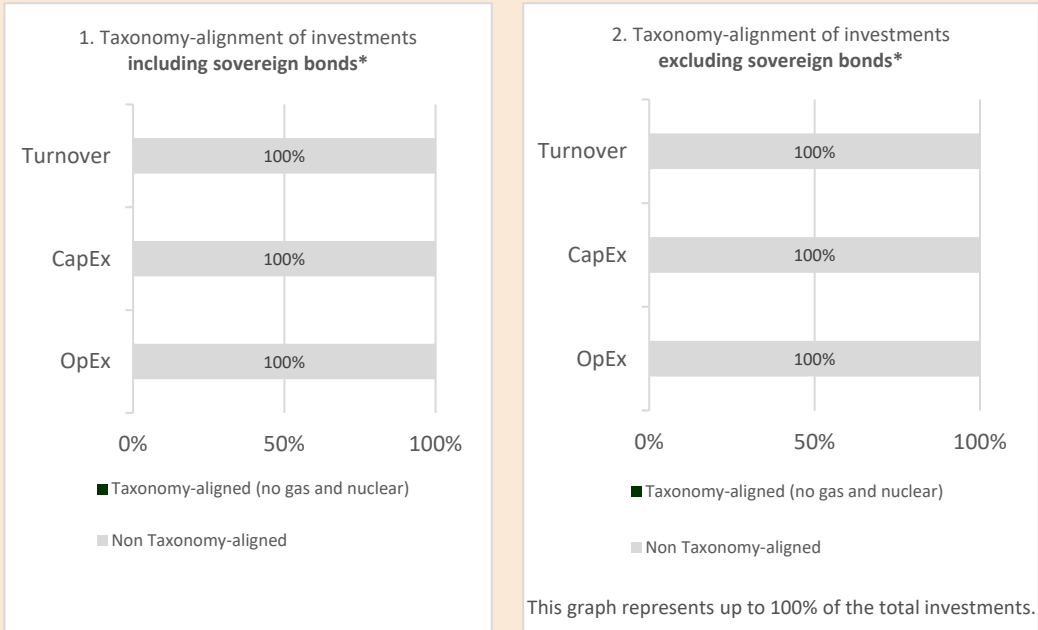 1. Taxonomy-alignment of investments
including sovereign bonds*
Turnover
100%
CapEx
100%
OpEx
100%
0%
50%
100%
Taxonomy-aligned (no gas and nuclear)
Non Taxonomy-aligned
2. Taxonomy-alignment of investments
excluding sovereign bonds*
Turnover
100%
CapEx
100%
OpEx
100%
0%
50%
100%
Taxonomy-aligned (no gas and nuclear)
Non Taxonomy-aligned
This graph represents up to 100% of the total investments.